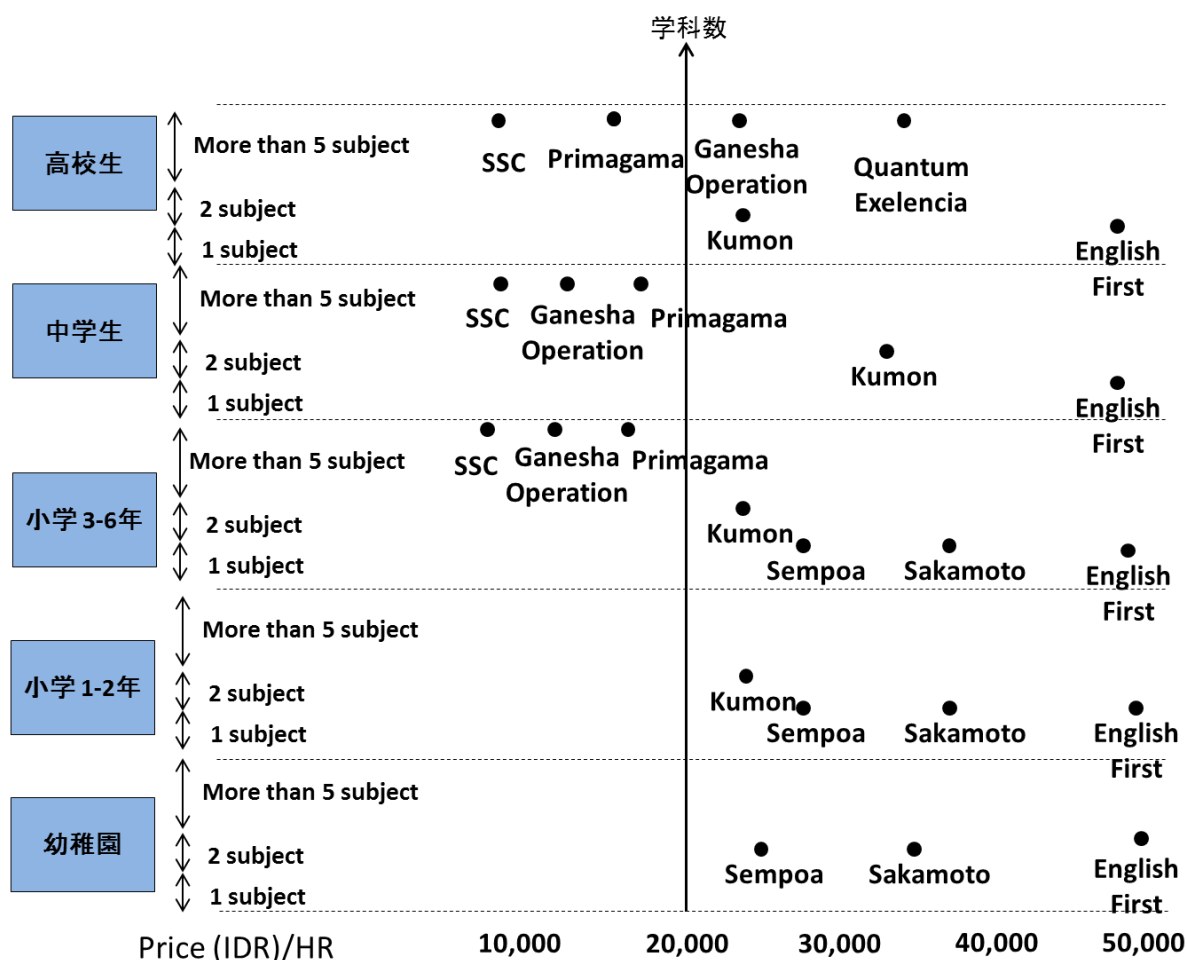 学科数
高校生
More than 5 subject
SSC
Primagama
Ganesha
Operation
Quantum
Exelencia
2 subject
Kumon
1 subject
English
First
中学生
More than 5 subject
SSC
Ganesha
Operation
Primagama
2 subject
Kumon
1 subject
English
First
小学3-6年
More than 5 subject
SSC
Ganesha
Operation
Primagama
2 subject
Kumon
1 subject
Sempoa
Sakamoto
English
First
小学1-2年
More than 5 subject
2 subject
Kumon
1 subject
Sempoa
Sakamoto
English
First
幼稚園
More than 5 subject
2 subject
Sempoa
Sakamoto
English
First
1 subject
Price (IDR)/HR
10,000
20,000
30,000
40,000
50,000